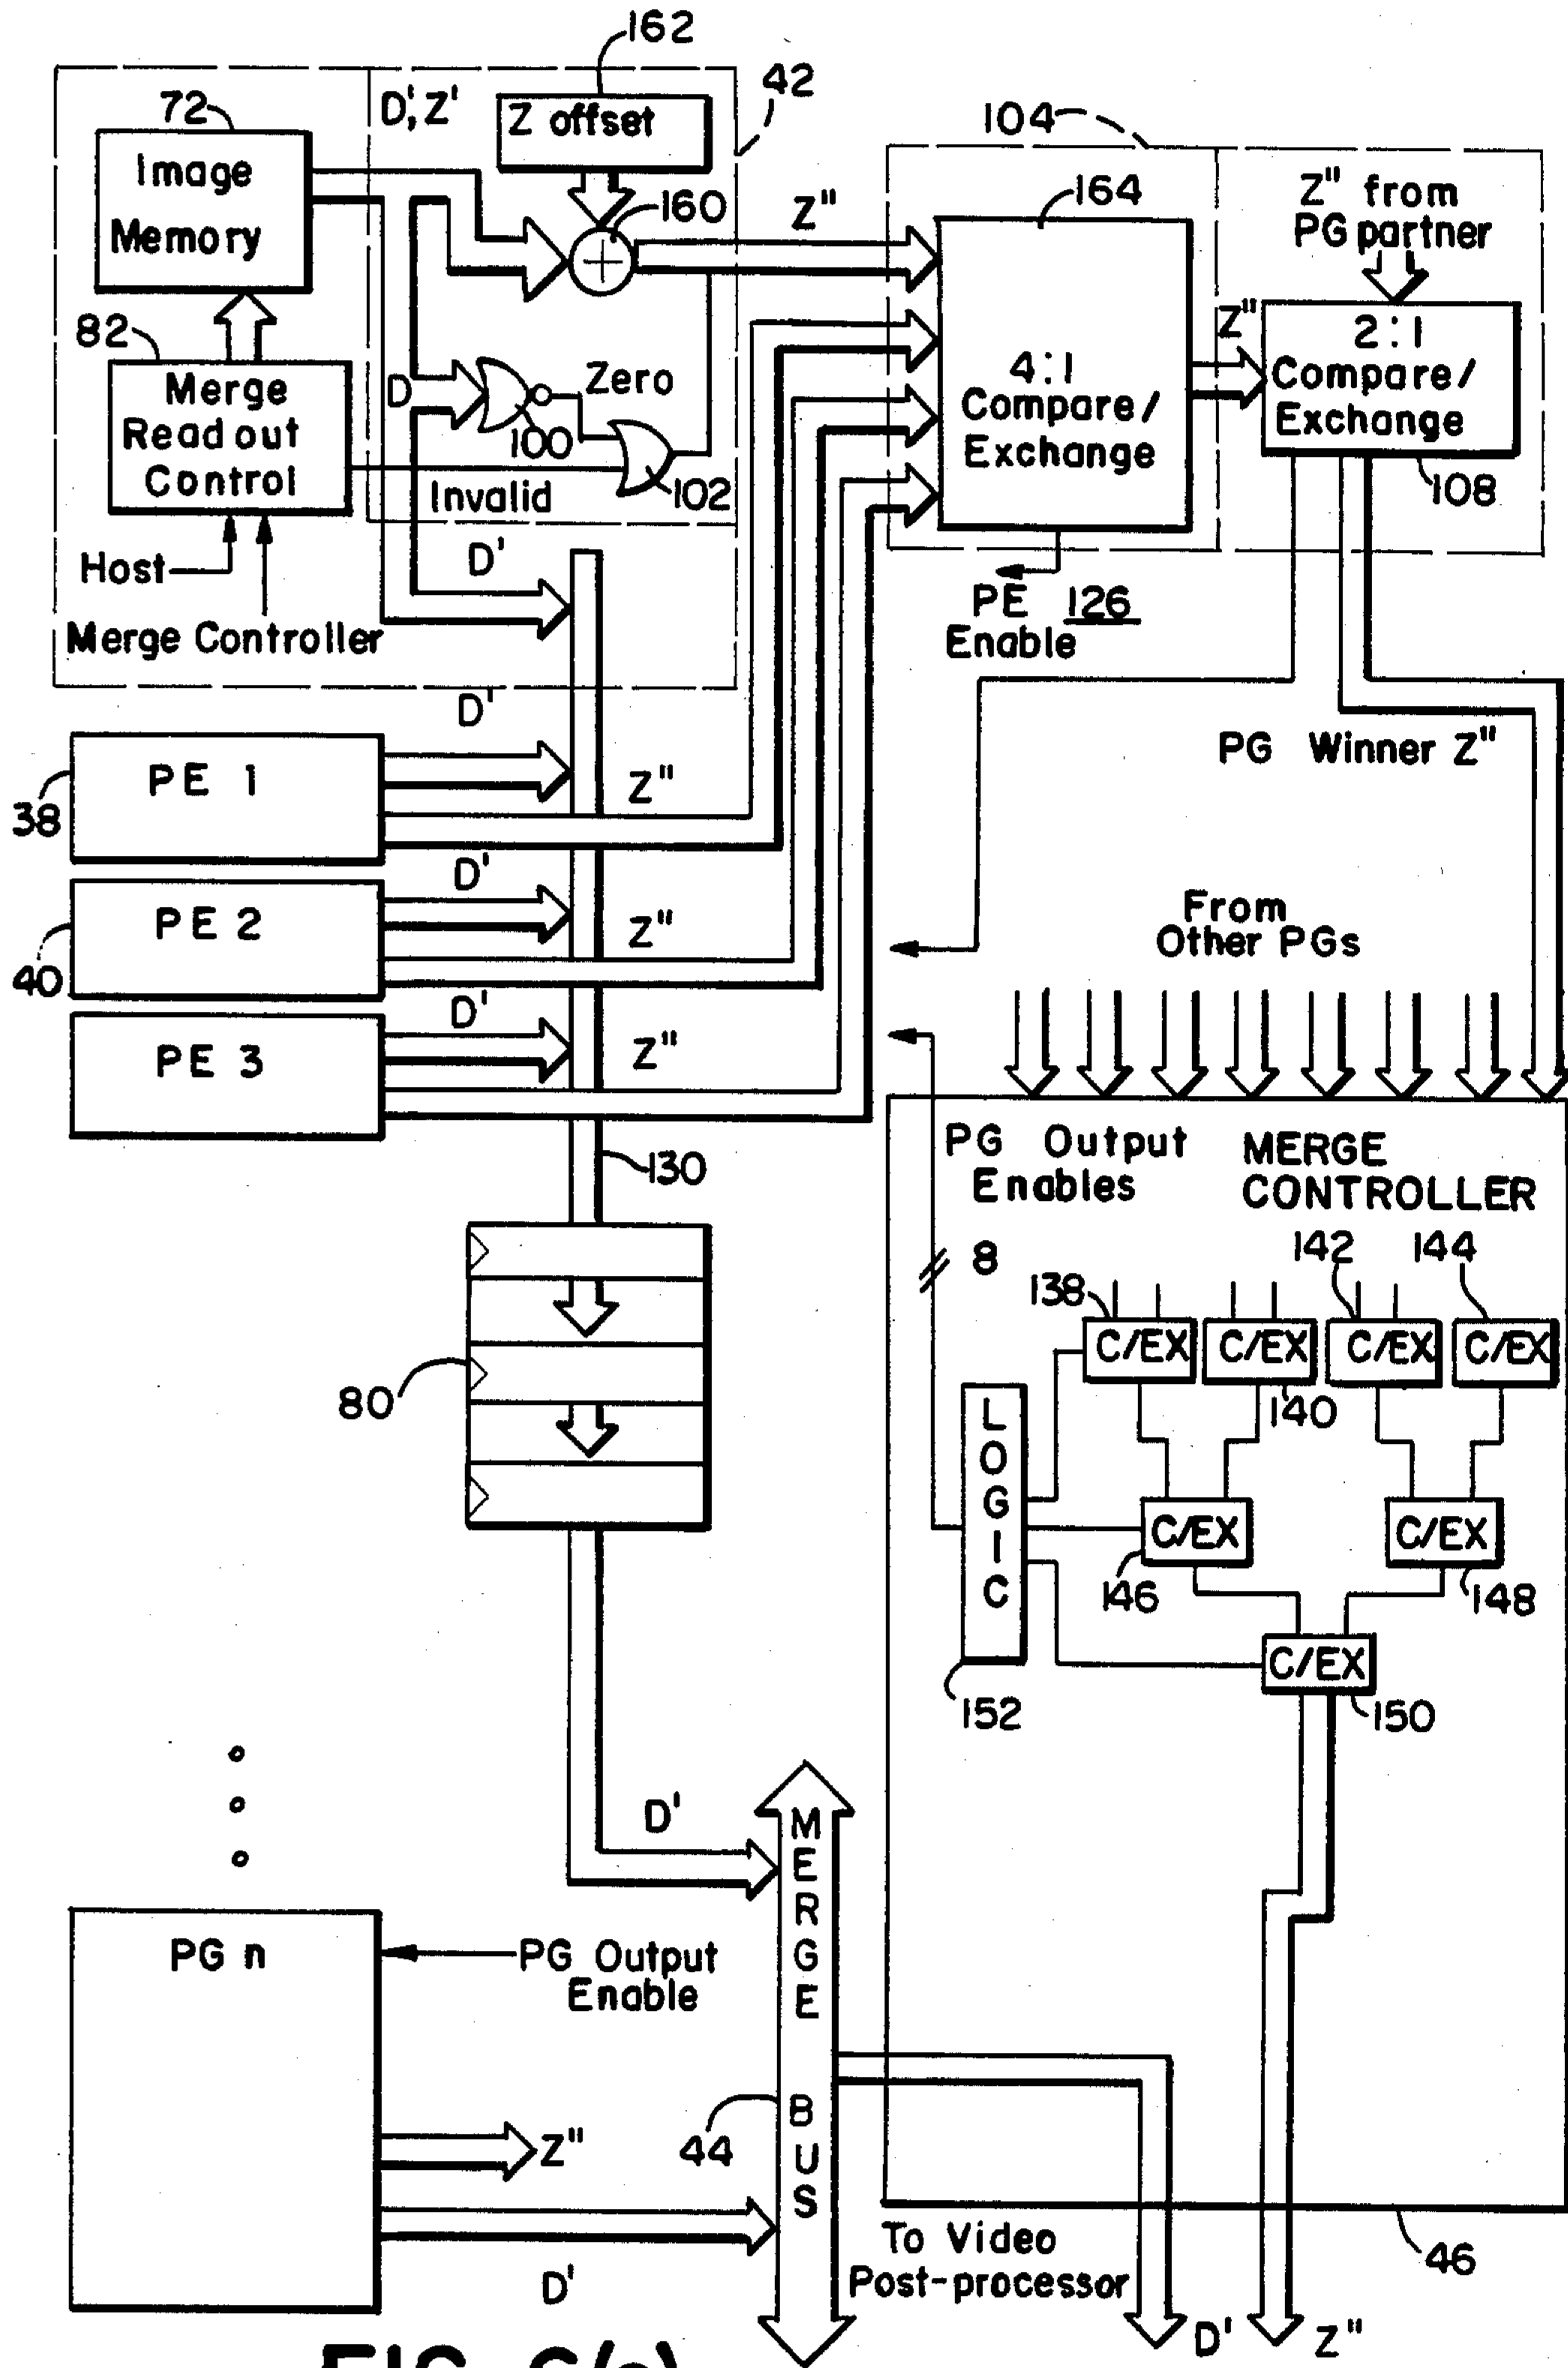 162
42
72
D', Z'
Z offset
Image
Memory
160
Z"
104
164
Z" from
PG partner
82
Merge
Readout
Control
D
Zero
100
102
Invalid
4:1
Compare/
Exchange
Z"
2:1
Compare/
Exchange
108
Host
Merge Controller
D'
PE 126
Enable
D'
PE 1
38
Z"
PG Winner Z"
D'
PE 2
40
Z"
From
Other PGs
D'
PE 3
Z"
130
PG Output
Enables
MERGE
CONTROLLER
8
138
142
144
C/EX
C/EX
C/EX
C/EX
140
80
LOGIC
C/EX
146
C/EX
148
C/EX
150
152
D'
MERGE BUS
PG n
PG Output
Enable
Z"
44
D'
To Video
Post-processor
46
D'
Z"